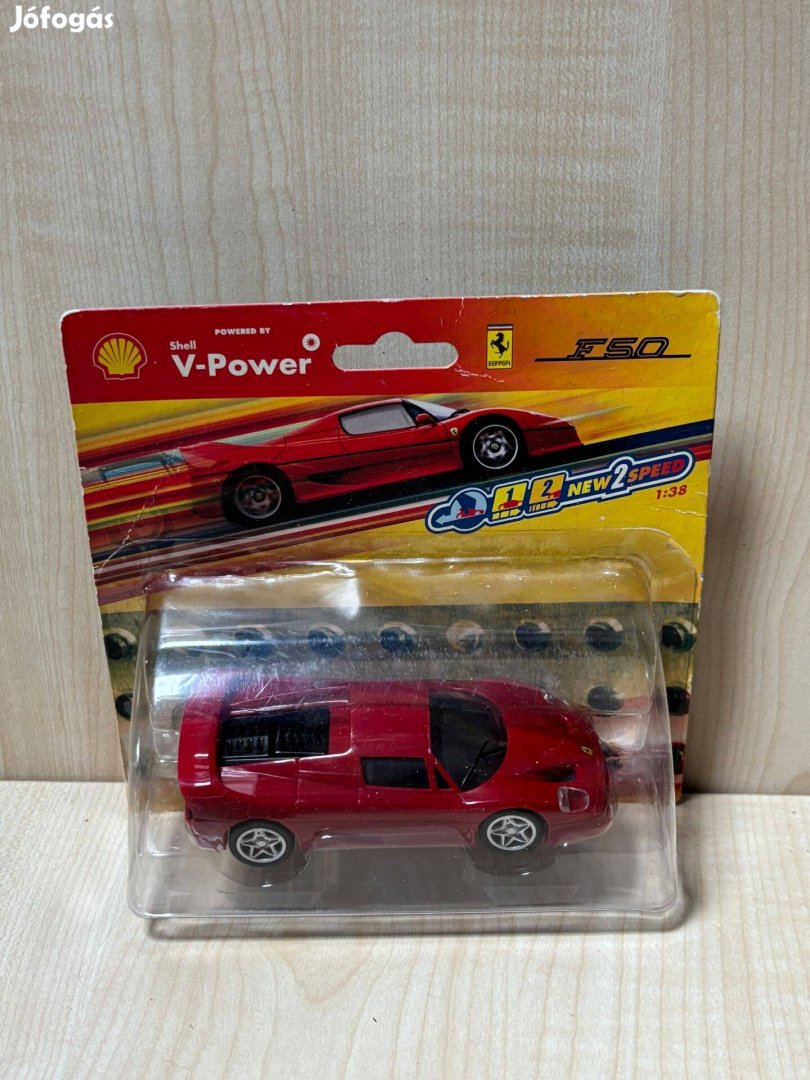 Jófogás
POWERED BY
Shell
V-Power
Ferrari
F50
1 2 NEW 2 SPEED
1:38